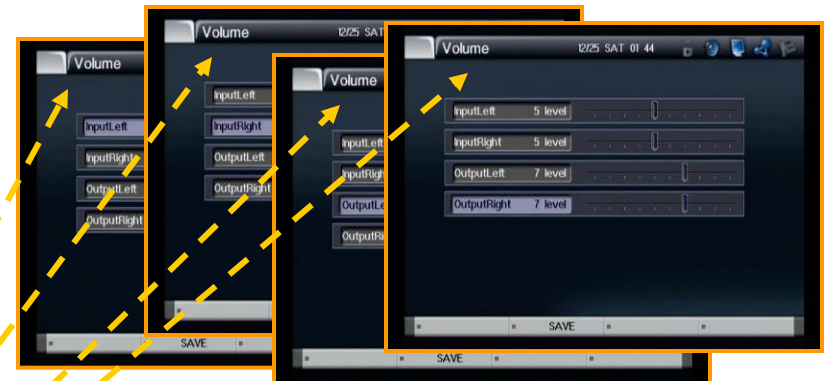 Volume
InputLeft
InputRight
OutputLeft
OutputRight
SAVE
Volume 12/25 SAT
InputLeft
InputRight
OutputLeft
OutputRight
Volume
InputLeft
InputRigh
OutputLe
OutputRi
SAVE
Volume 12/25 SAT 01 44
InputLeft 5 level
InputRight 5 level
OutputLeft 7 level
OutputRight 7 level
SAVE